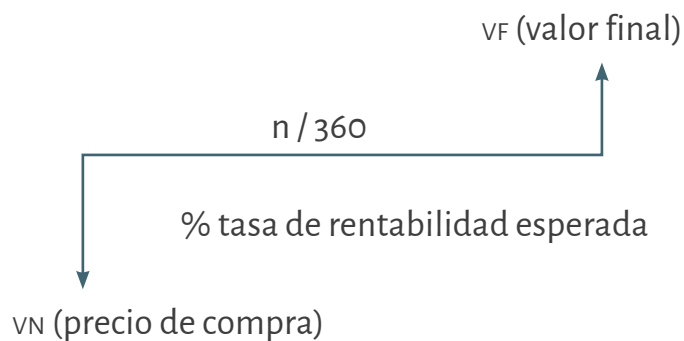 VF (valor final)
n / 360
% tasa de rentabilidad esperada
VN (precio de compra)